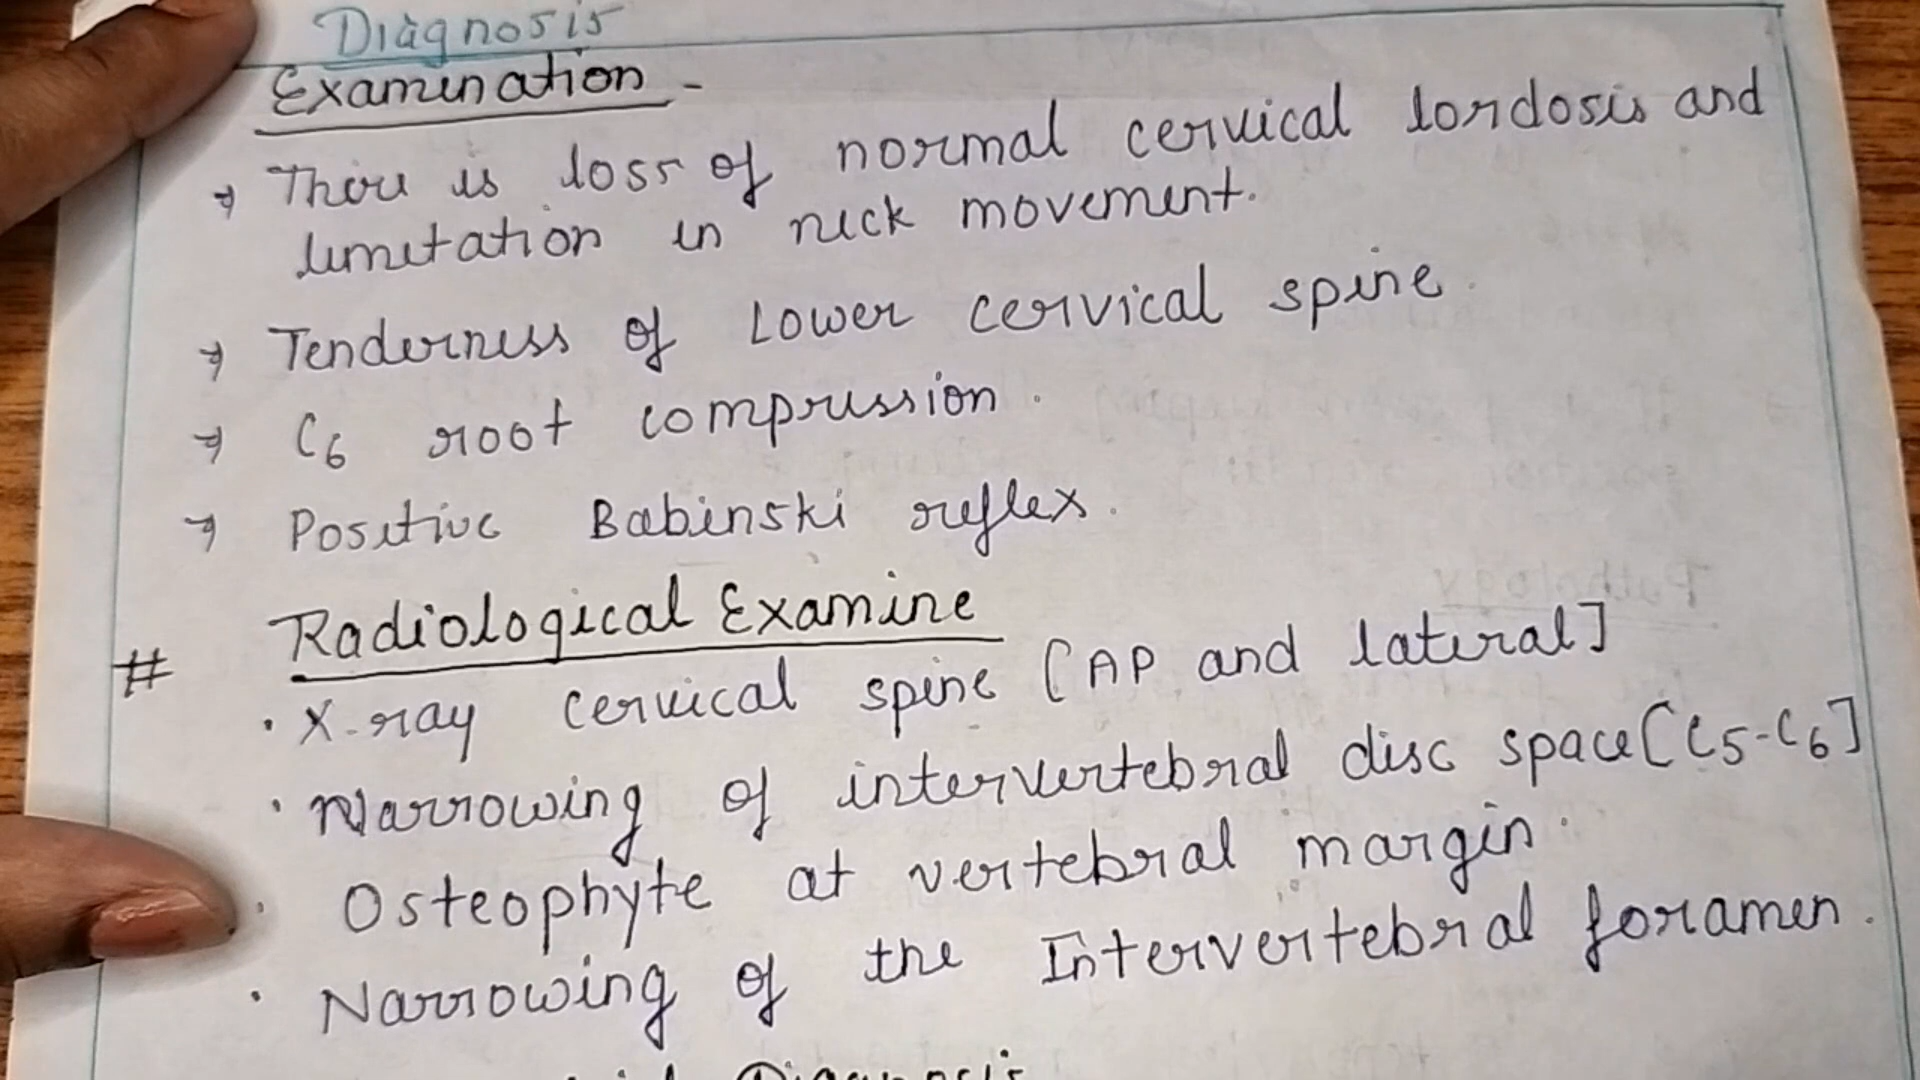 Diagnosis
Examination -
→ There is loss of normal cervical lordosis and
limitation in neck movement.
→ Tenderness of Lower cervical spine.
→ C6 root compression.
→ Positive Babinski reflex.
# Radiological Examine
· X-ray cervical spine [AP and lateral]
· Narrowing of intervertebral disc space [C5-C6]
· Osteophyte at vertebral margin.
· Narrowing of the Intervertebral foramen.
Diagnosis